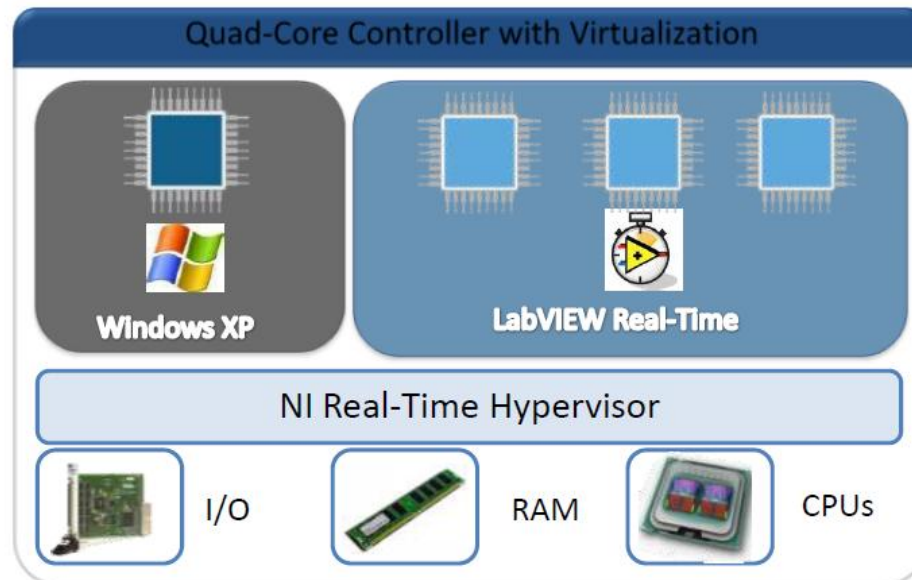 Quad-Core Controller with Virtualization
Windows XP
LabVIEW Real-Time
NI Real-Time Hypervisor
I/O
RAM
CPUs